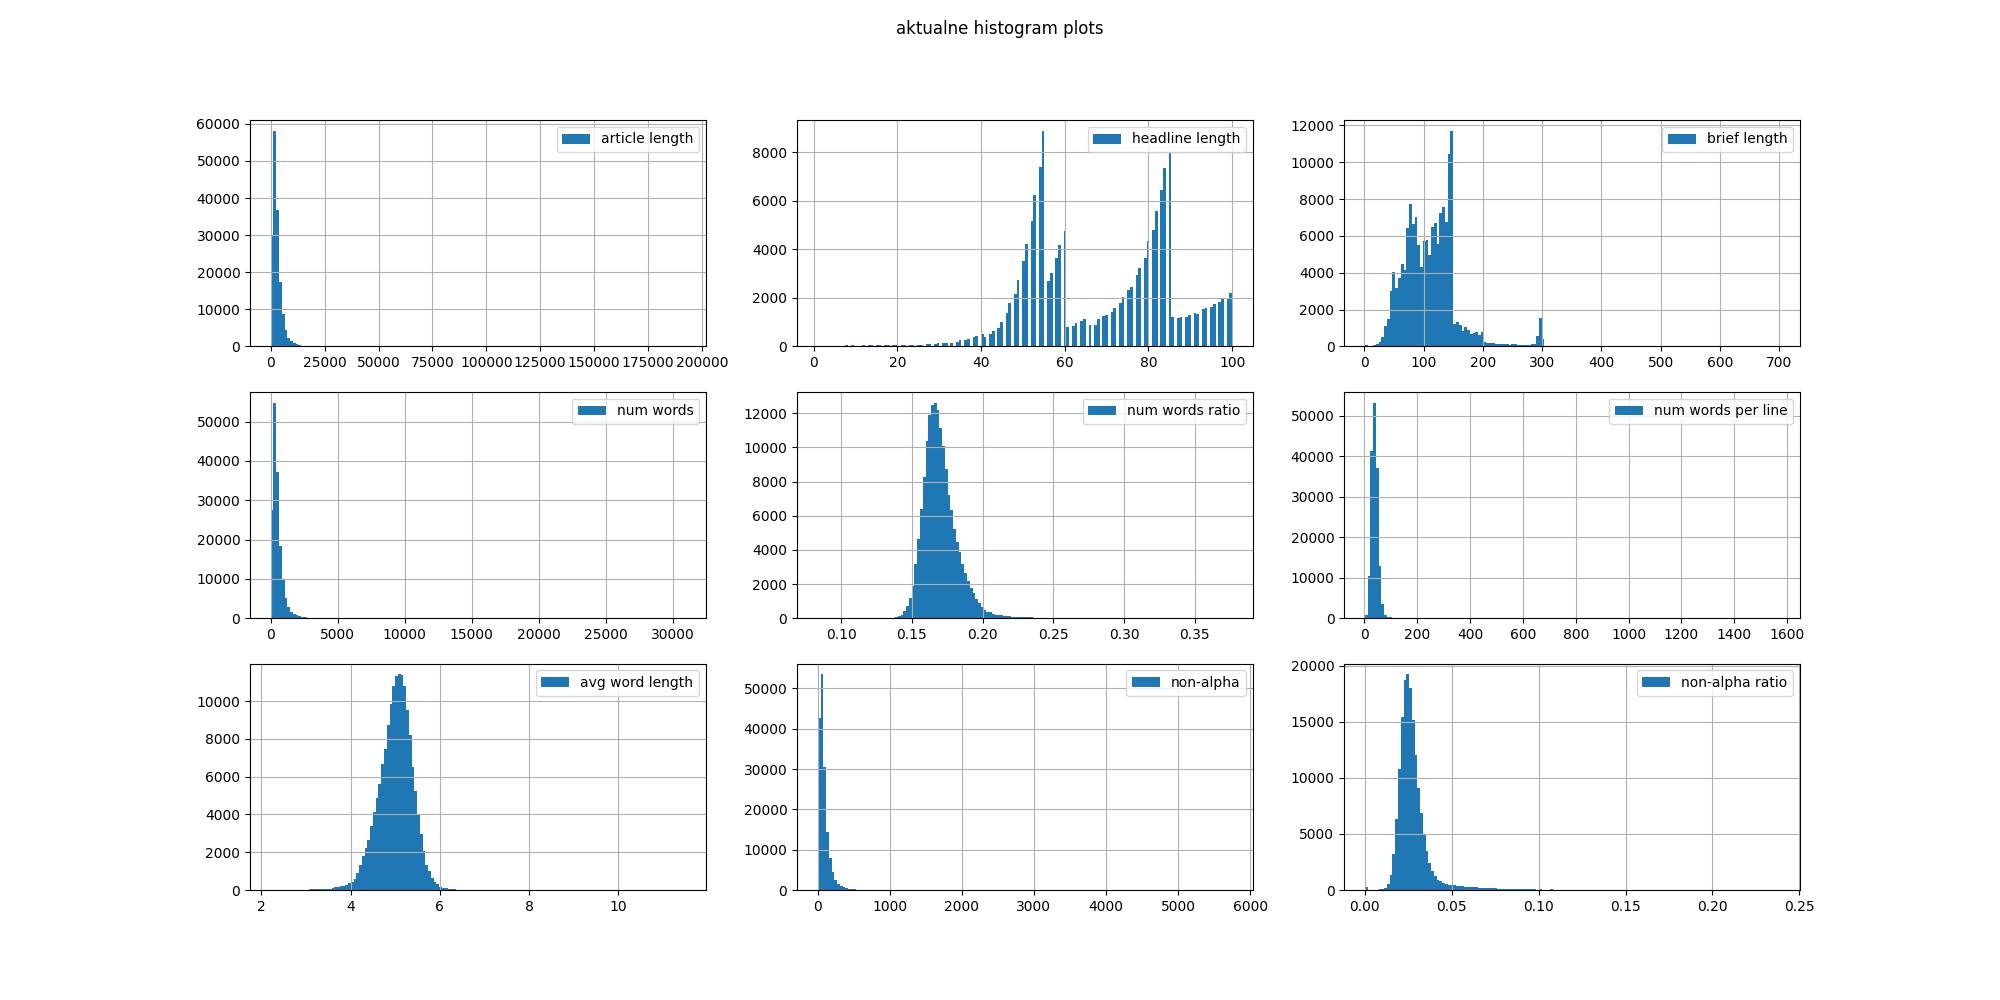 aktualne histogram plots
article length
60000
50000
40000
30000
20000
10000
0
0 25000 50000 75000 100000 125000 150000 175000 200000
headline length
8000
6000
4000
2000
0
0 20 40 60 80 100
brief length
12000
10000
8000
6000
4000
2000
0
0 100 200 300 400 500 600 700
num words
50000
40000
30000
20000
10000
0
0 5000 10000 15000 20000 25000 30000
num words ratio
12000
10000
8000
6000
4000
2000
0
0.10 0.15 0.20 0.25 0.30 0.35
num words per line
50000
40000
30000
20000
10000
0
0 200 400 600 800 1000 1200 1400 1600
avg word length
10000
8000
6000
4000
2000
0
2 4 6 8 10
non-alpha
50000
40000
30000
20000
10000
0
0 1000 2000 3000 4000 5000 6000
non-alpha ratio
20000
15000
10000
5000
0
0.00 0.05 0.10 0.15 0.20 0.25